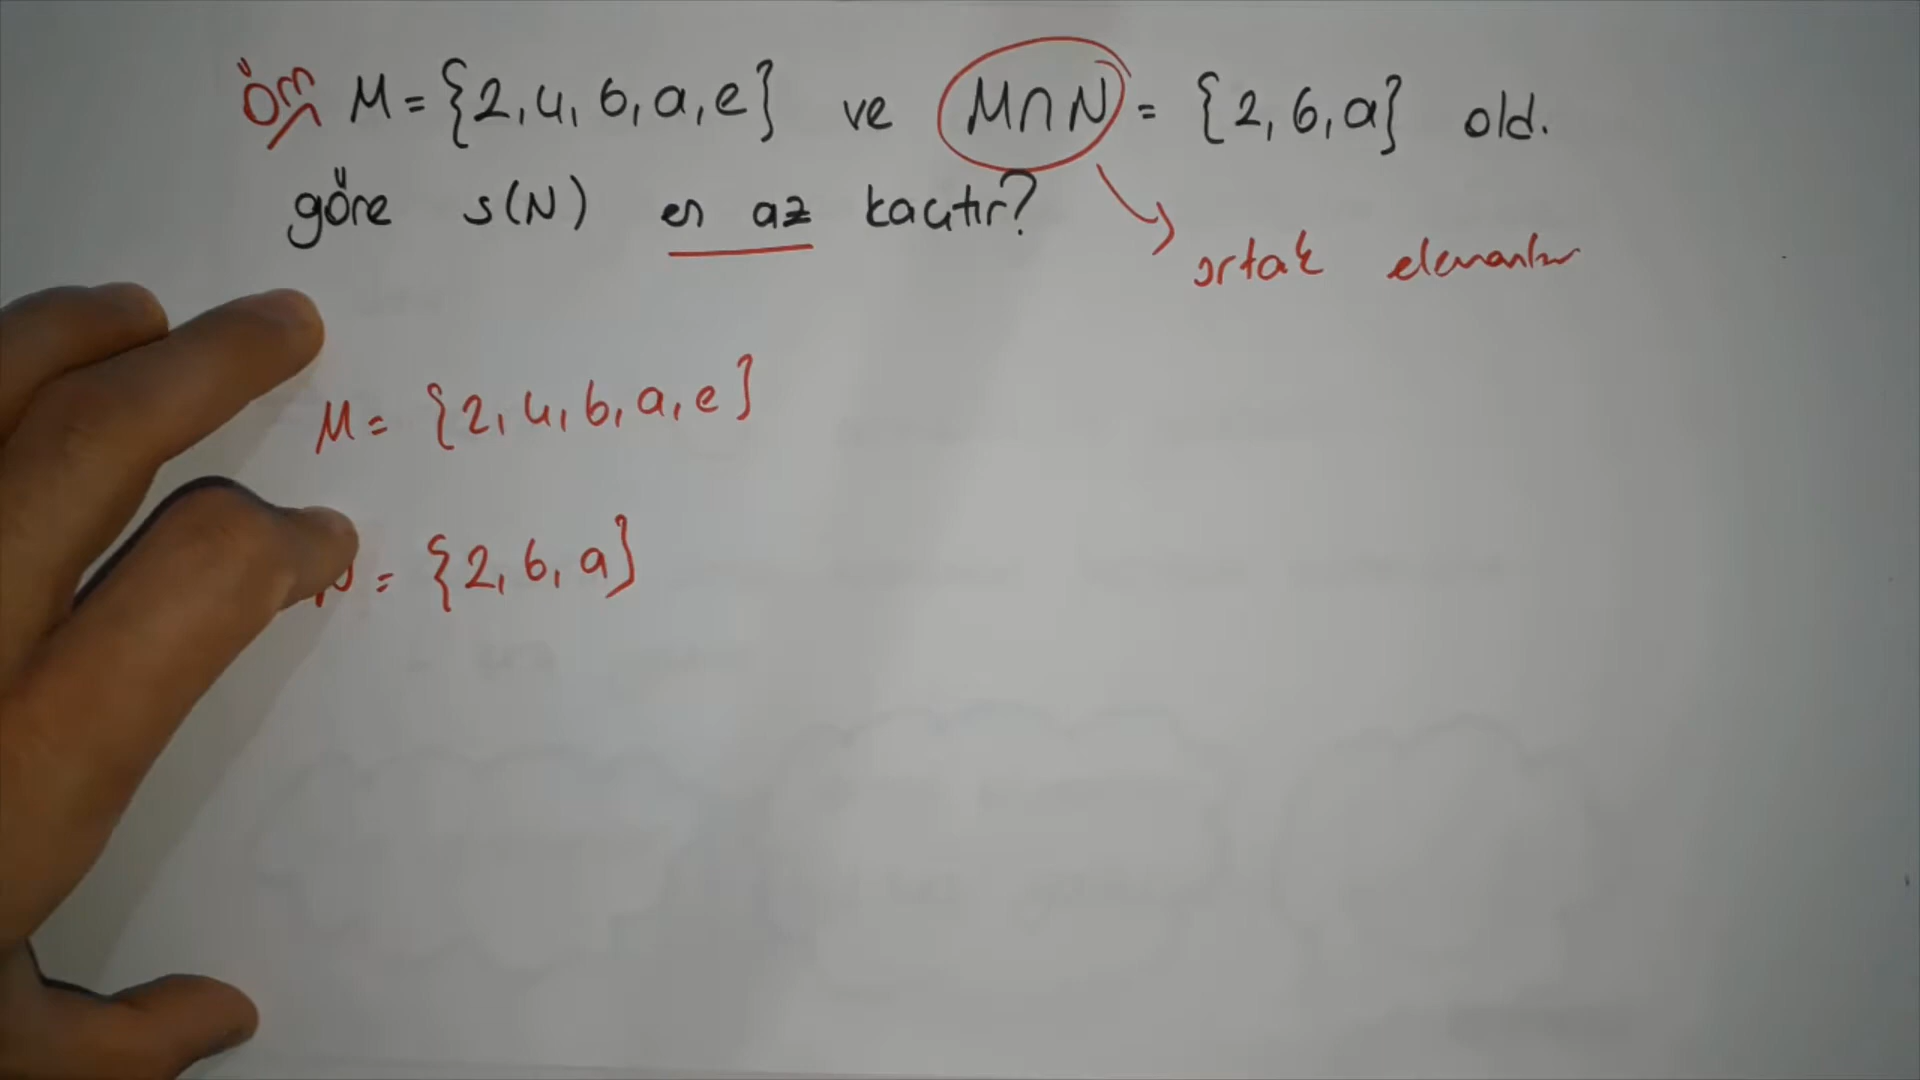 örn M = {2, 4, 6, a, e} ve M∩N = {2, 6, a} old.
göre s(N) en az kaçtır?
ortak elemanlar
M = {2, 4, 6, a, e}
N = {2, 6, a}